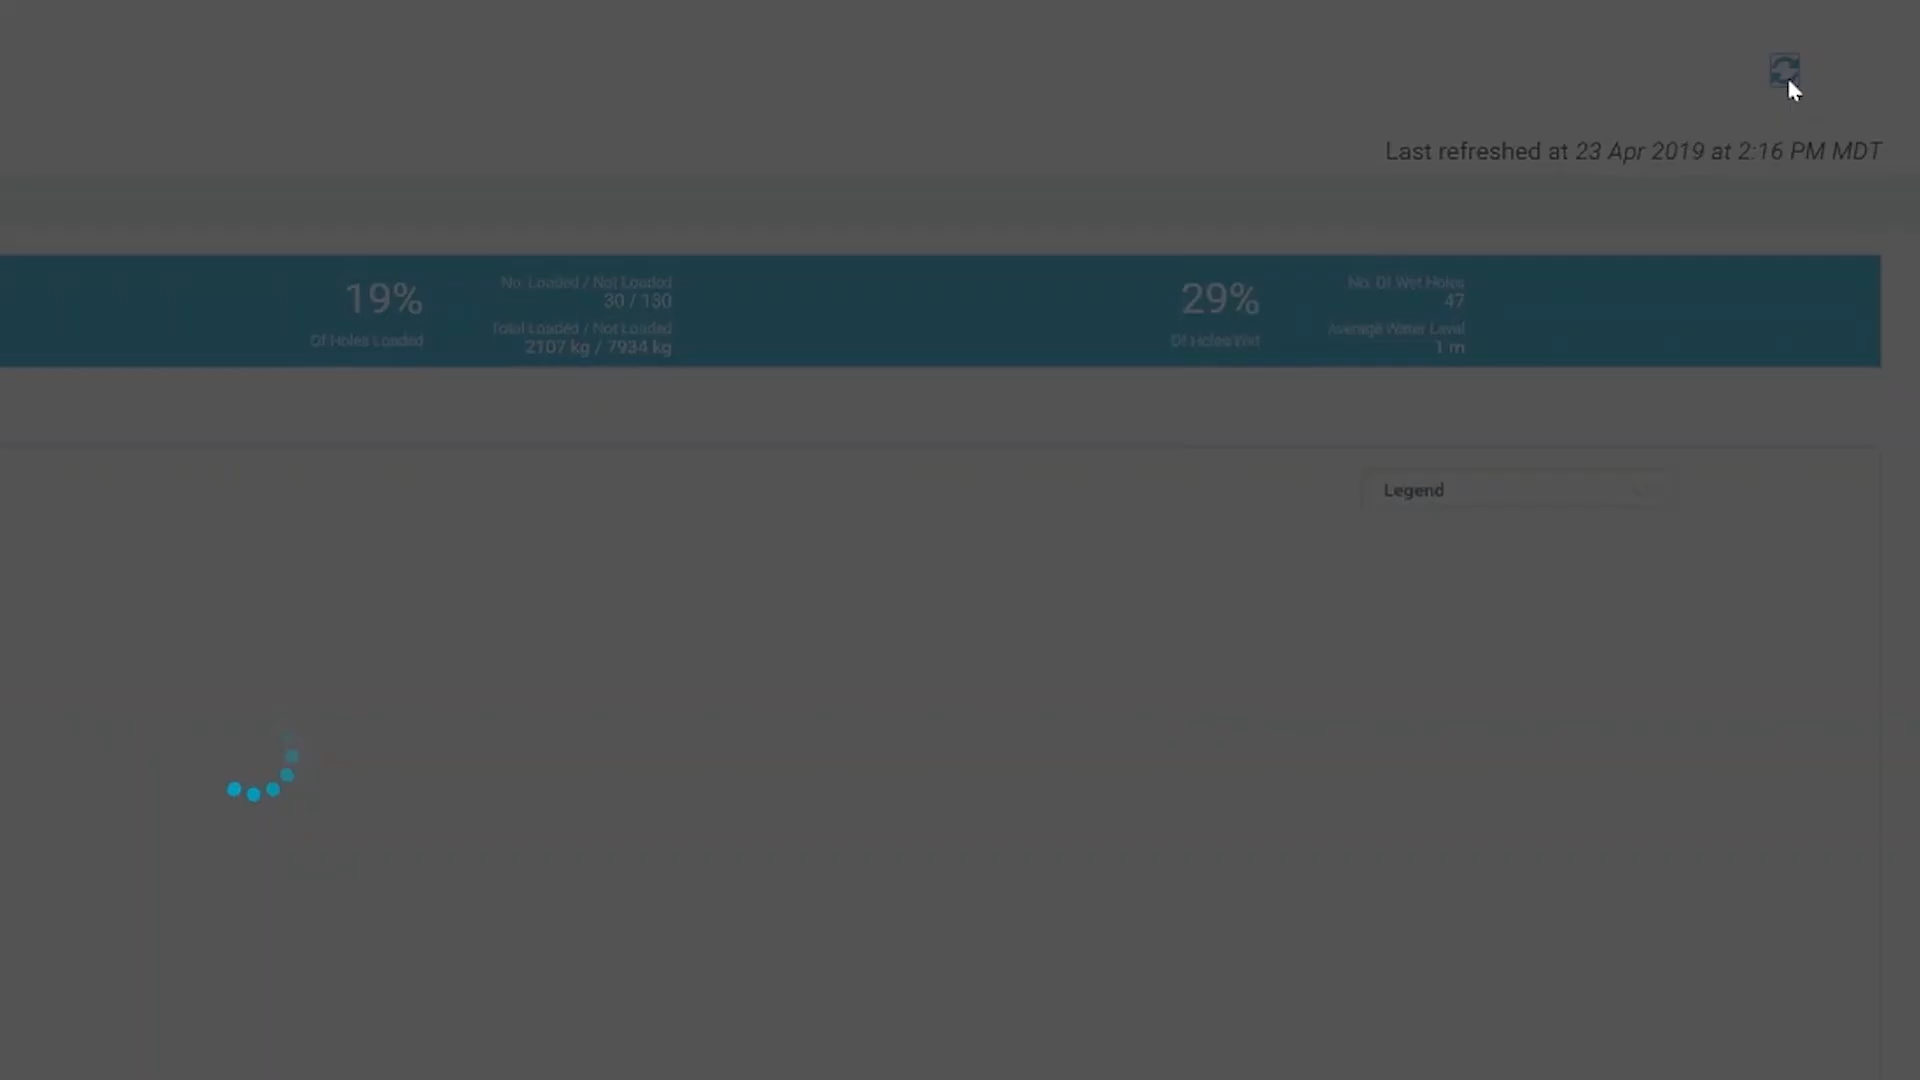 Last refreshed at 23 Apr 2019 at 2:16 PM MDT
19%
Of Holes Loaded
No. Loaded / Not Loaded
30 / 130
Total Loaded / Not Loaded
2107 kg / 7934 kg
29%
Of Holes Wet
No. Of Wet Holes
47
Average Water Level
1 m
Legend